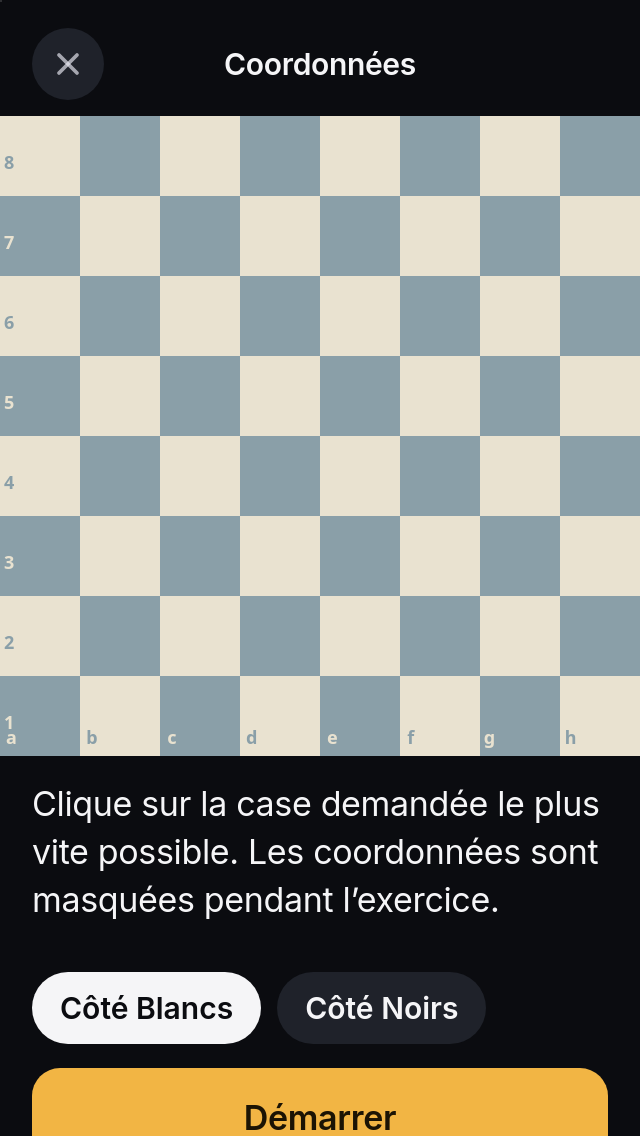 Coordonnées
8
7
6
5
4
3
2
1
a b c d e f g h
Clique sur la case demandée le plus
vite possible. Les coordonnées sont
masquées pendant l’exercice.
Côté Blancs Côté Noirs
Démarrer